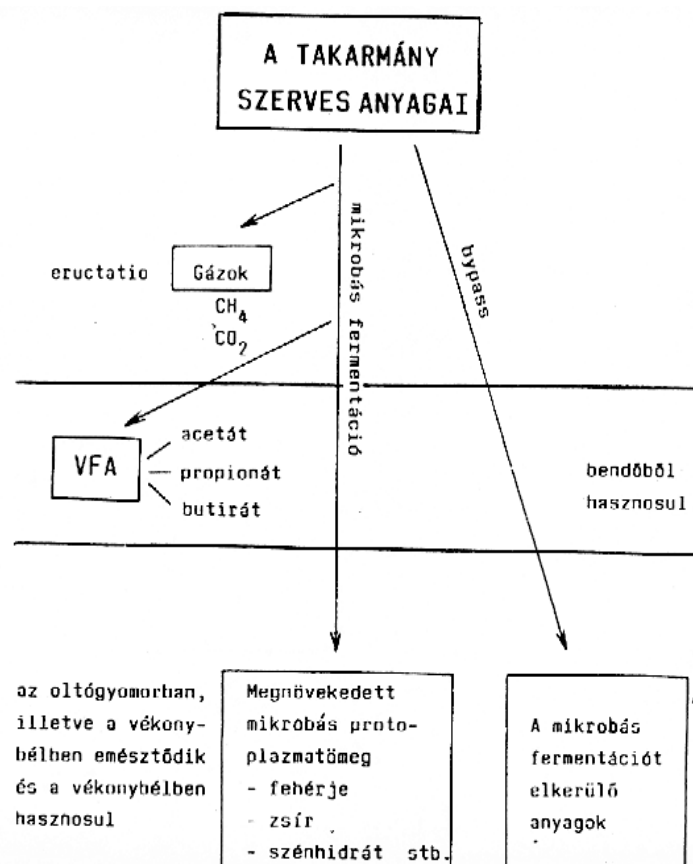 A TAKARMÁNY
SZERVES ANYAGAI
mikrobás fermentáció
bypass
eructatio
Gázok
CH₄
CO₂
VFA
acetát
propionát
butirát
bendőből
hasznosul
az oltógyomorban,
illetve a vékony-
bélben emésztődik
és a vékonybélben
hasznosul
Megnövekedett
mikrobás proto-
plazmatömeg
- fehérje
- zsír
- szénhidrát stb.
A mikrobás
fermentációt
elkerülő
anyagok